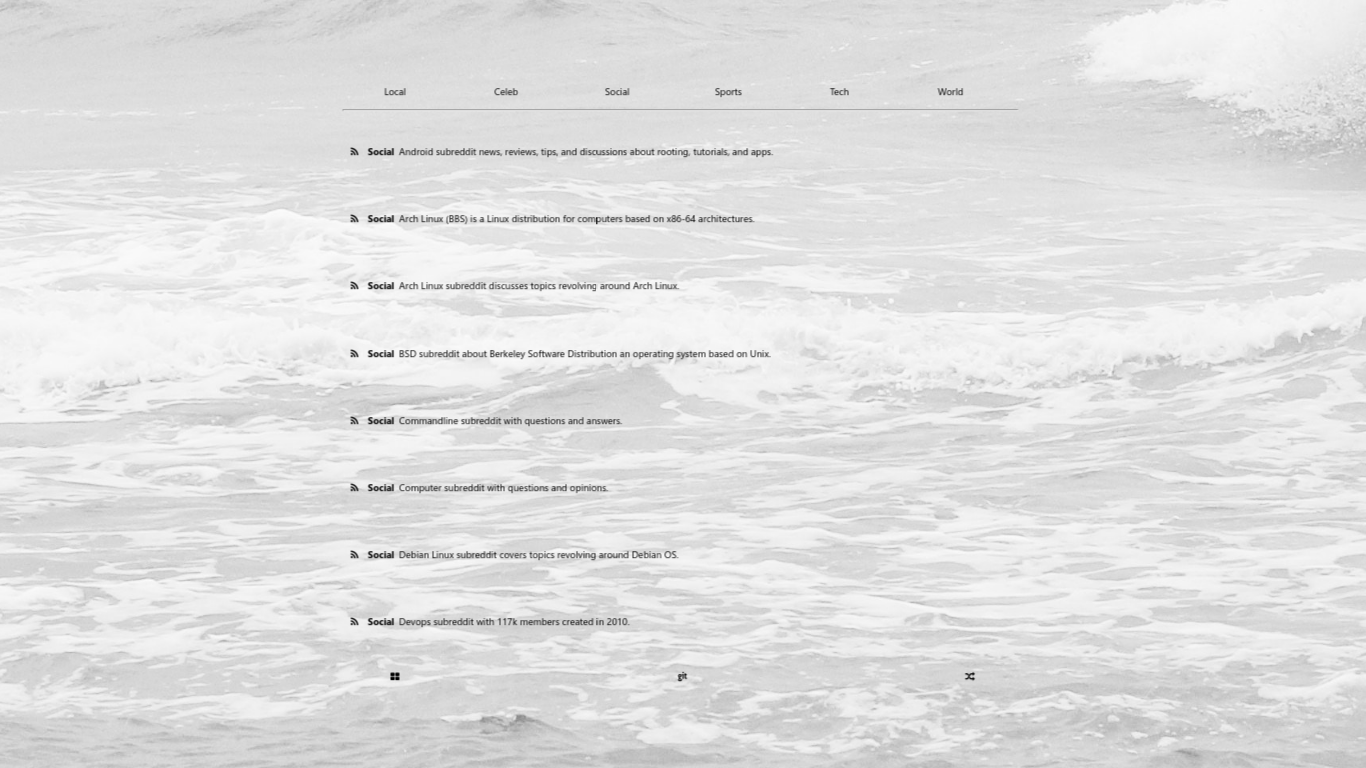 Local Celeb Social Sports Tech World
Social Android subreddit news, reviews, tips, and discussions about rooting, tutorials, and apps.
Social Arch Linux (BBS) is a Linux distribution for computers based on x86-64 architectures.
Social Arch Linux subreddit discusses topics revolving around Arch Linux.
Social BSD subreddit about Berkeley Software Distribution an operating system based on Unix.
Social Commandline subreddit with questions and answers.
Social Computer subreddit with questions and opinions.
Social Debian Linux subreddit covers topics revolving around Debian OS.
Social Devops subreddit with 117k members created in 2010.
git